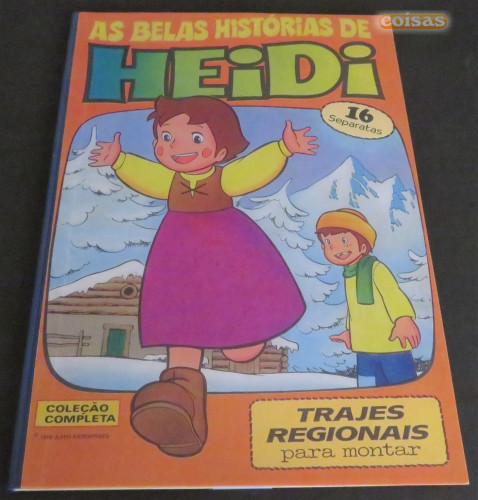 coisas
AS BELAS HISTÓRIAS DE
HEIDI
16
Separatas
COLEÇÃO
COMPLETA
TRAJES
REGIONAIS
para montar